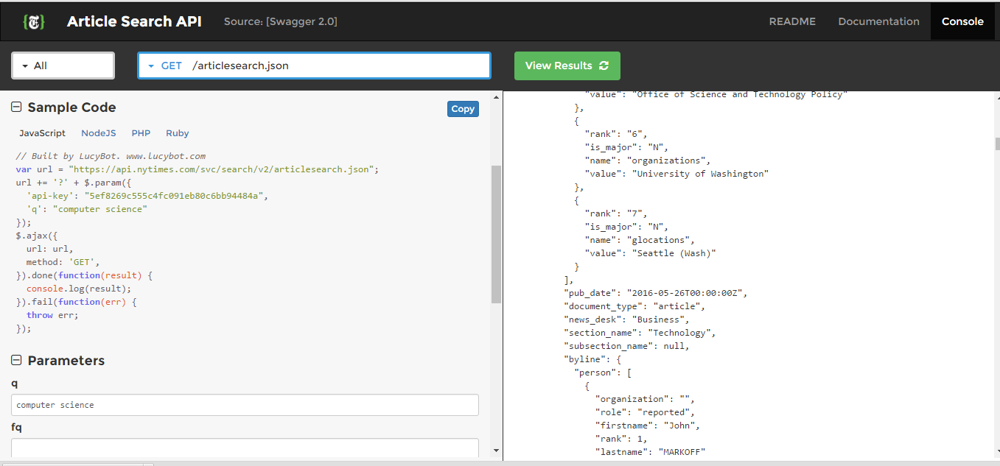 Article Search API Source: [Swagger 2.0] README Documentation Console
All GET /articlesearch.json View Results
Sample Code Copy
JavaScript NodeJS PHP Ruby
// Built by LucyBot. www.lucybot.com
var url = "https://api.nytimes.com/svc/search/v2/articlesearch.json";
url += '?' + $.param({
'api-key': "5ef8269c555c4fc091eb80c6bb94484a",
'q': "computer science"
});
$.ajax({
url: url,
method: 'GET',
}).done(function(result) {
console.log(result);
}).fail(function(err) {
throw err;
});
Parameters
q
computer science
fq
"value": "Office of Science and Technology Policy"
},
{
"rank": "6",
"is_major": "N",
"name": "organizations",
"value": "University of Washington"
},
{
"rank": "7",
"is_major": "N",
"name": "glocations",
"value": "Seattle (Wash)"
}
],
"pub_date": "2016-05-26T00:00:00Z",
"document_type": "article",
"news_desk": "Business",
"section_name": "Technology",
"subsection_name": null,
"byline": {
"person": [
{
"organization": "",
"role": "reported",
"firstname": "John",
"rank": 1,
"lastname": "MARKOFF"